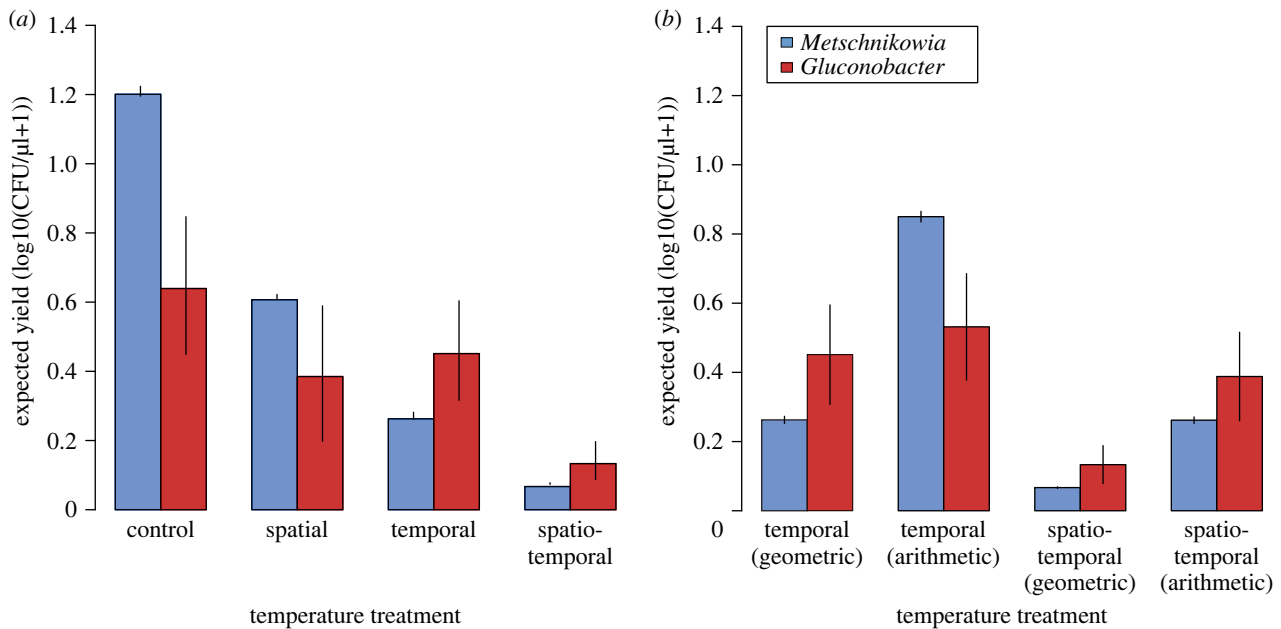 (a)
expected yield (log10(CFU/µl+1))
1.4
1.2
1.0
0.8
0.6
0.4
0.2
0
control
spatial
temporal
spatio-
temporal
temperature treatment
(b)
expected yield (log10(CFU/µl+1))
1.4
1.2
1.0
0.8
0.6
0.4
0.2
0
Metschnikowia
Gluconobacter
temporal
(geometric)
temporal
(arithmetic)
spatio-
temporal
(geometric)
spatio-
temporal
(arithmetic)
temperature treatment